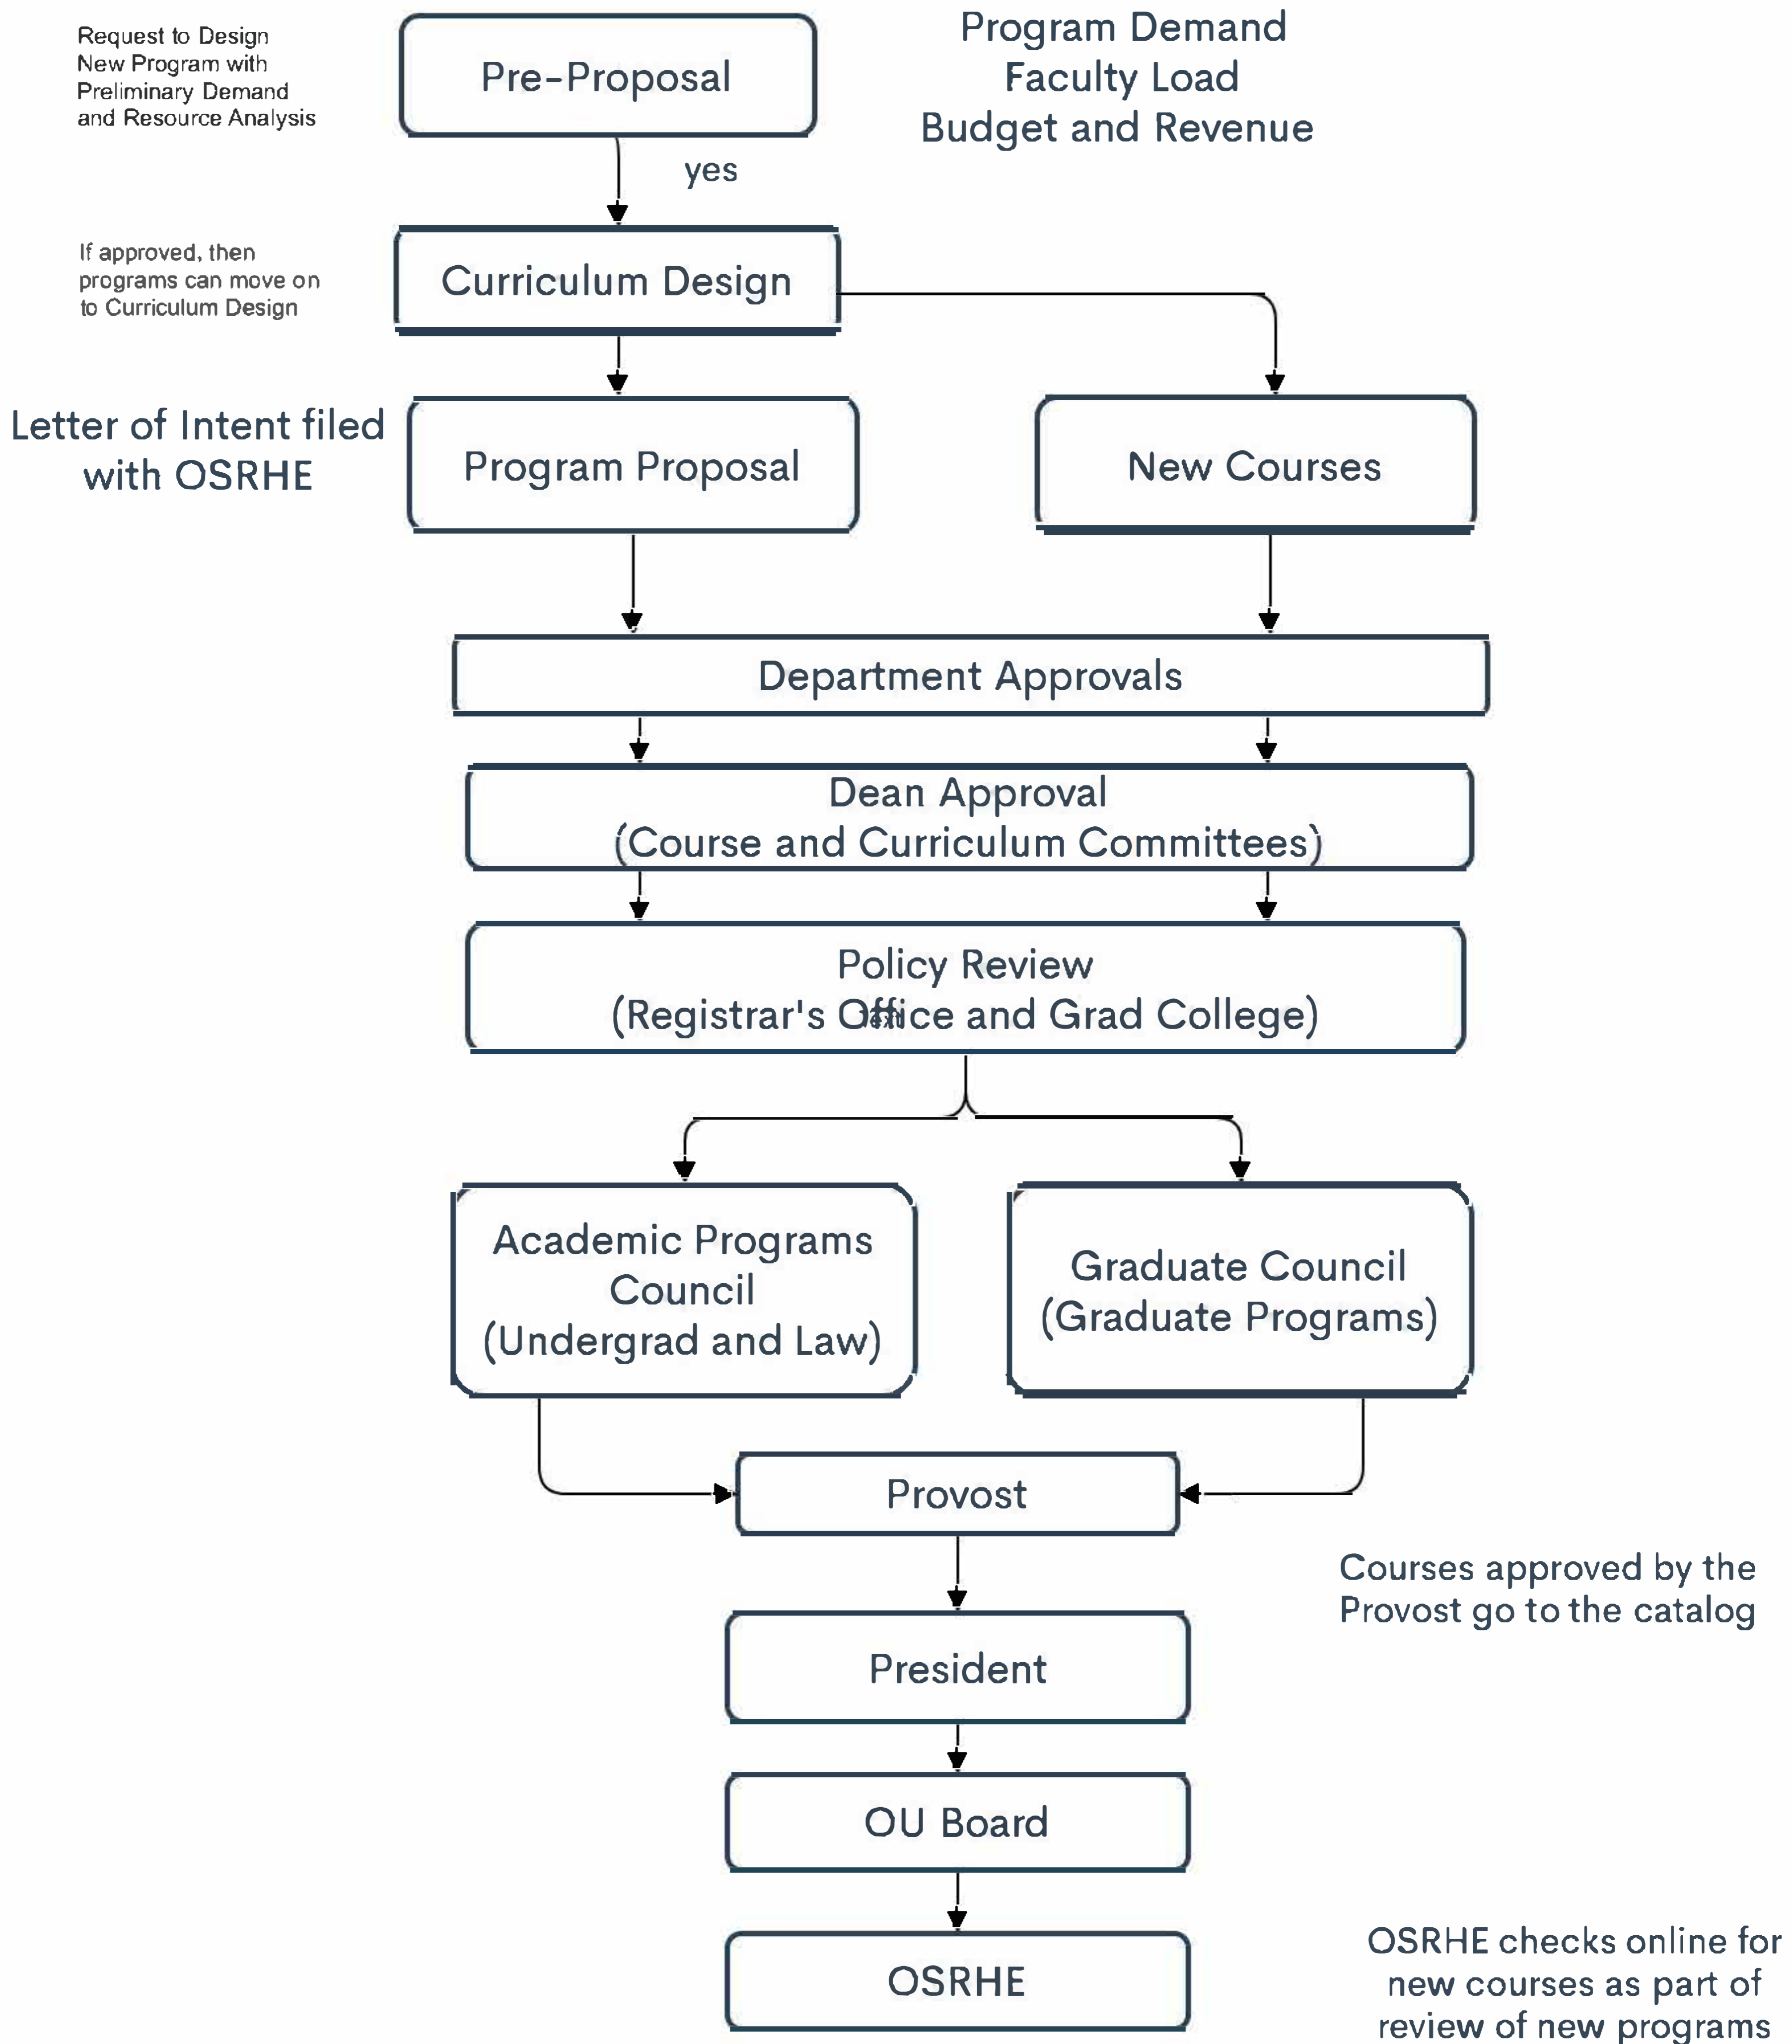 Request to Design
New Program with
Preliminary Demand
and Resource Analysis
Pre-Proposal
Program Demand
Faculty Load
Budget and Revenue
yes
If approved, then
programs can move on
to Curriculum Design
Curriculum Design
Letter of Intent filed
with OSRHE
Program Proposal
New Courses
Department Approvals
Dean Approval
(Course and Curriculum Committees)
Policy Review
(Registrar's Office and Grad College)
Text
Academic Programs
Council
(Undergrad and Law)
Graduate Council
(Graduate Programs)
Provost
Courses approved by the
Provost go to the catalog
President
OU Board
OSRHE
OSRHE checks online for
new courses as part of
review of new programs